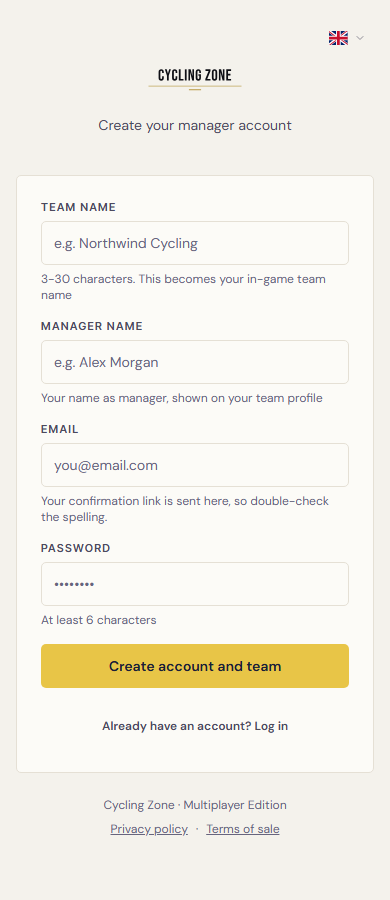 CYCLING ZONE
Create your manager account
TEAM NAME
e.g. Northwind Cycling
3-30 characters. This becomes your in-game team
name
MANAGER NAME
e.g. Alex Morgan
Your name as manager, shown on your team profile
EMAIL
you@email.com
Your confirmation link is sent here, so double-check
the spelling.
PASSWORD
••••••••
At least 6 characters
Create account and team
Already have an account? Log in
Cycling Zone · Multiplayer Edition
Privacy policy · Terms of sale